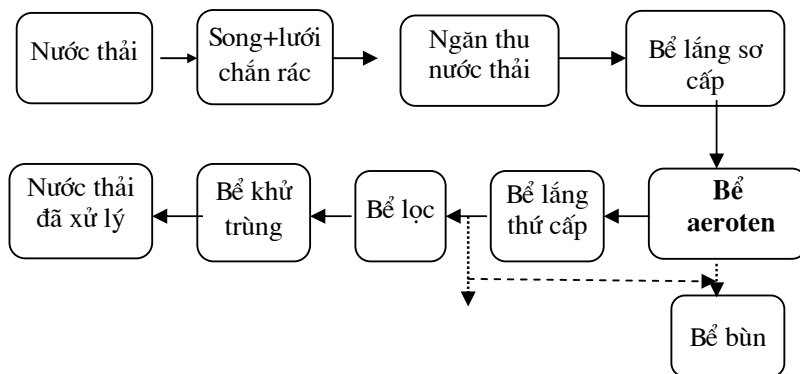 Nước thải
Song+lưới
chắn rác
Ngăn thu
nước thải
Bể lắng sơ
cấp
Nước thải
đã xử lý
Bể khử
trùng
Bể lọc
Bể lắng
thứ cấp
Bể
aeroten
Bể bùn